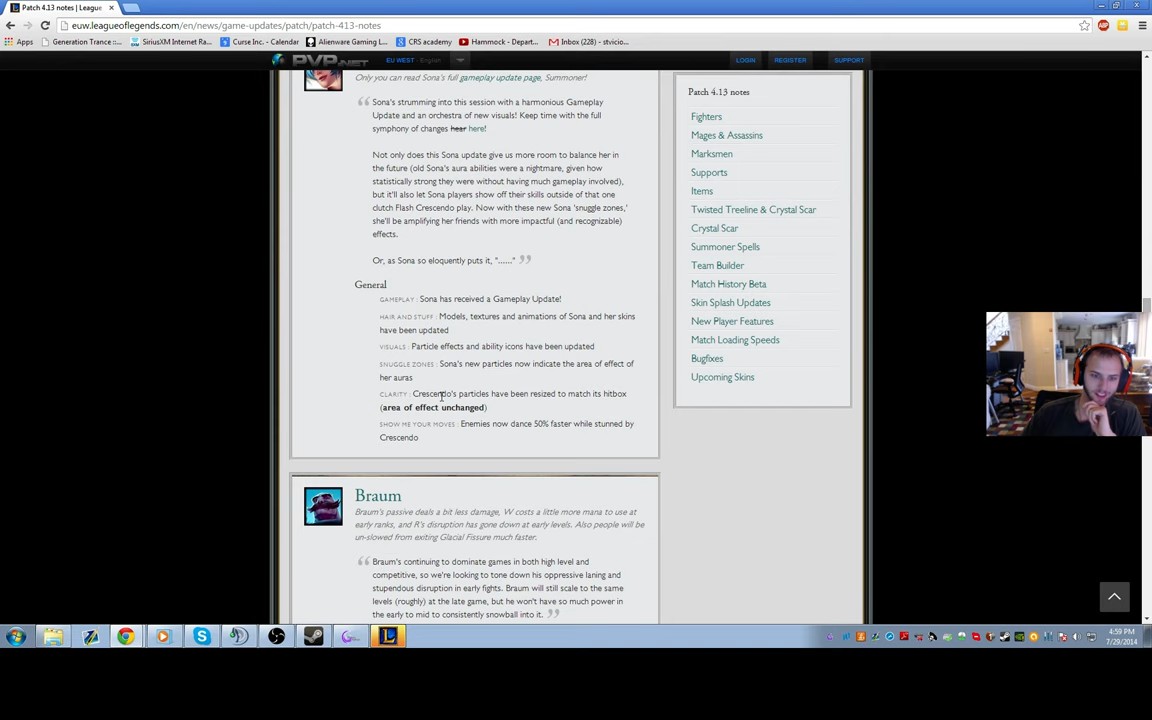 Patch 4.13 notes | League
euw.leagueoflegends.com/en/news/game-updates/patch/patch-413-notes
Apps Generation Trance ::... SiriusXM Internet Ra... Curse Inc. - Calendar Alienware Gaming L... CRS academy Hammock - Depart... Inbox (228) - stvicio...
PVP.NET EU WEST English LOGIN REGISTER SUPPORT
Only you can read Sona's full gameplay update page, Summoner!
Sona's strumming into this session with a harmonious Gameplay
Update and an orchestra of new visuals! Keep time with the full
symphony of changes hear here!
Not only does this Sona update give us more room to balance her in
the future (old Sona's aura abilities were a nightmare, given how
statistically strong they were without having much gameplay involved),
but it'll also let Sona players show off their skills outside of that one
clutch Flash Crescendo play. Now with these new Sona 'snuggle zones,'
she'll be amplifying her friends with more impactful (and recognizable)
effects.
Or, as Sona so eloquently puts it, "......"
General
GAMEPLAY : Sona has received a Gameplay Update!
HAIR AND STUFF : Models, textures and animations of Sona and her skins
have been updated
VISUALS : Particle effects and ability icons have been updated
SNUGGLE ZONES : Sona's new particles now indicate the area of effect of
her auras
CLARITY : Crescendo's particles have been resized to match its hitbox
(area of effect unchanged)
SHOW ME YOUR MOVES : Enemies now dance 50% faster while stunned by
Crescendo
Braum
Braum's passive deals a bit less damage, W costs a little more mana to use at
early ranks, and R's disruption has gone down at early levels. Also people will be
un-slowed from exiting Glacial Fissure much faster.
Braum's continuing to dominate games in both high level and
competitive, so we're looking to tone down his oppressive laning and
stupendous disruption in early fights. Braum will still scale to the same
levels (roughly) at the late game, but he won't have so much power in
the early to mid to consistently snowball into it.
Patch 4.13 notes
Fighters
Mages & Assassins
Marksmen
Supports
Items
Twisted Treeline & Crystal Scar
Crystal Scar
Summoner Spells
Team Builder
Match History Beta
Skin Splash Updates
New Player Features
Match Loading Speeds
Bugfixes
Upcoming Skins
4:59 PM
7/29/2014